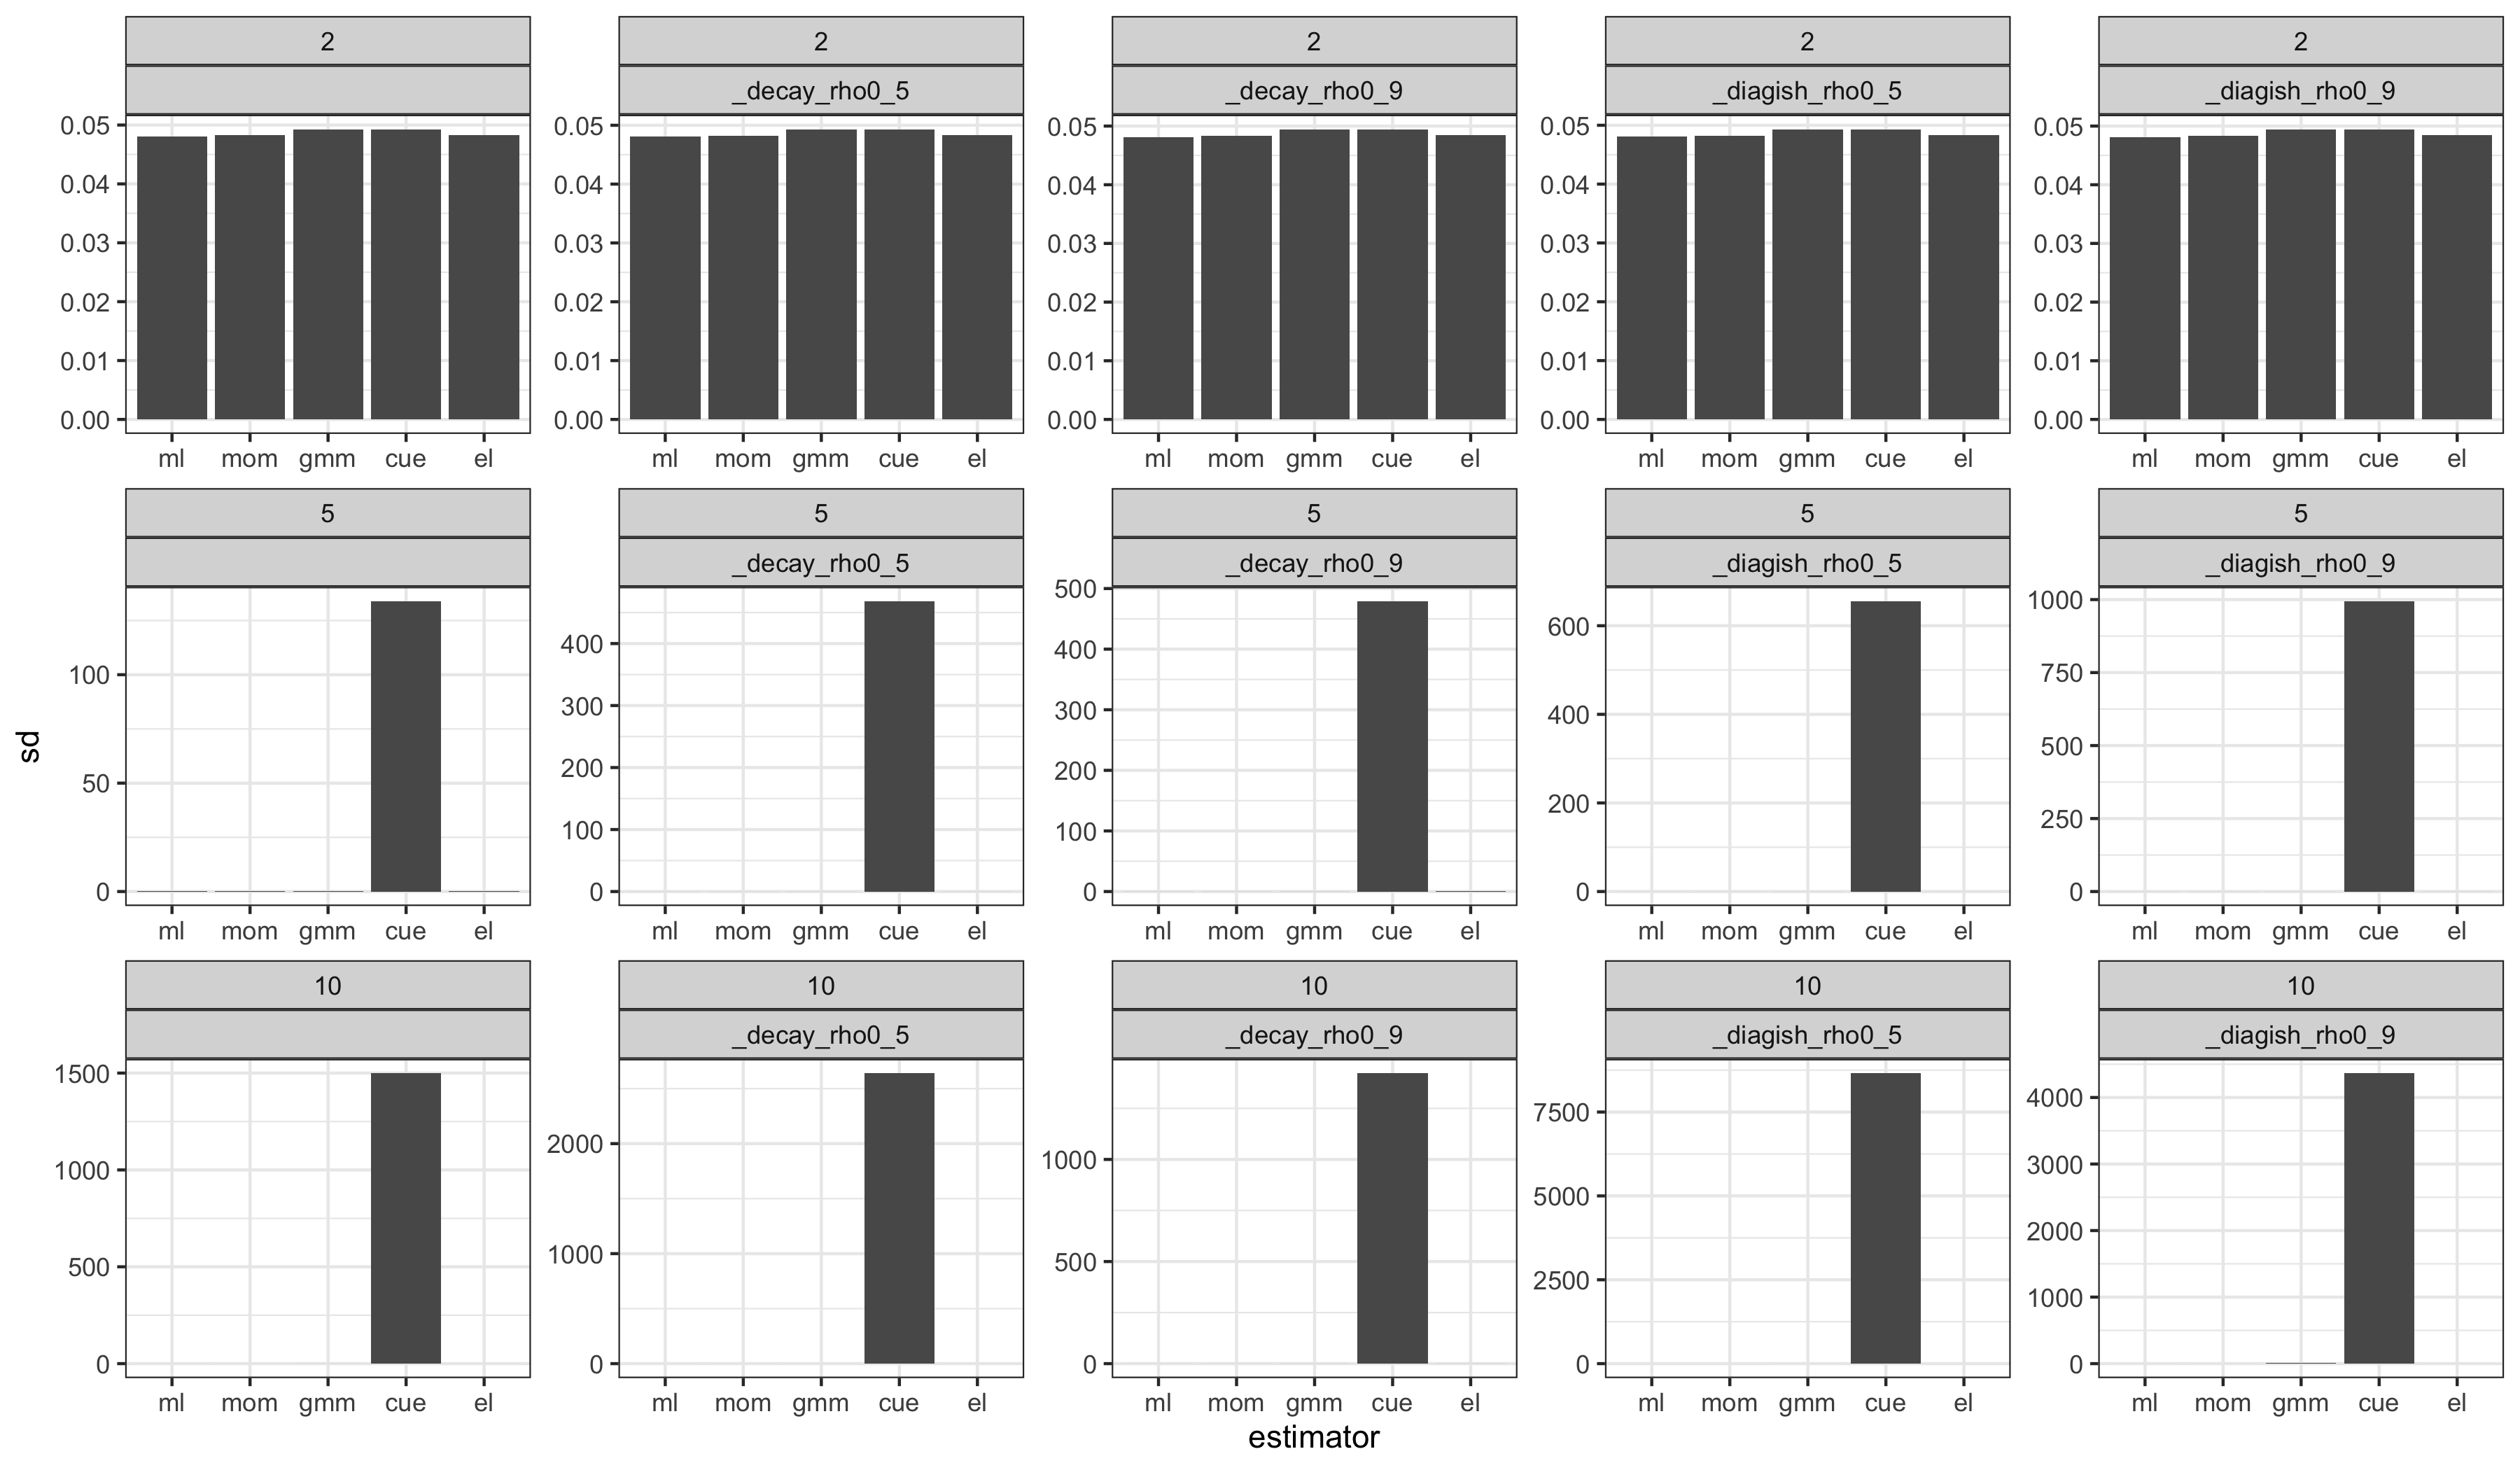 2 2 2 2 2
_decay_rho0_5 _decay_rho0_9 _diagish_rho0_5 _diagish_rho0_9
0.05 0.05 0.05 0.05 0.05
0.04 0.04 0.04 0.04 0.04
0.03 0.03 0.03 0.03 0.03
0.02 0.02 0.02 0.02 0.02
0.01 0.01 0.01 0.01 0.01
0.00 0.00 0.00 0.00 0.00
ml mom gmm cue el ml mom gmm cue el ml mom gmm cue el ml mom gmm cue el ml mom gmm cue el
5 5 5 5 5
_decay_rho0_5 _decay_rho0_9 _diagish_rho0_5 _diagish_rho0_9
100
50
0
400
300
200
100
0
500
400
300
200
100
0
600
400
200
0
1000
750
500
250
0
sd
ml mom gmm cue el ml mom gmm cue el ml mom gmm cue el ml mom gmm cue el ml mom gmm cue el
10 10 10 10 10
_decay_rho0_5 _decay_rho0_9 _diagish_rho0_5 _diagish_rho0_9
1500
1000
500
0
2000
1000
0
1000
500
0
7500
5000
2500
0
4000
3000
2000
1000
0
ml mom gmm cue el ml mom gmm cue el ml mom gmm cue el ml mom gmm cue el ml mom gmm cue el
estimator